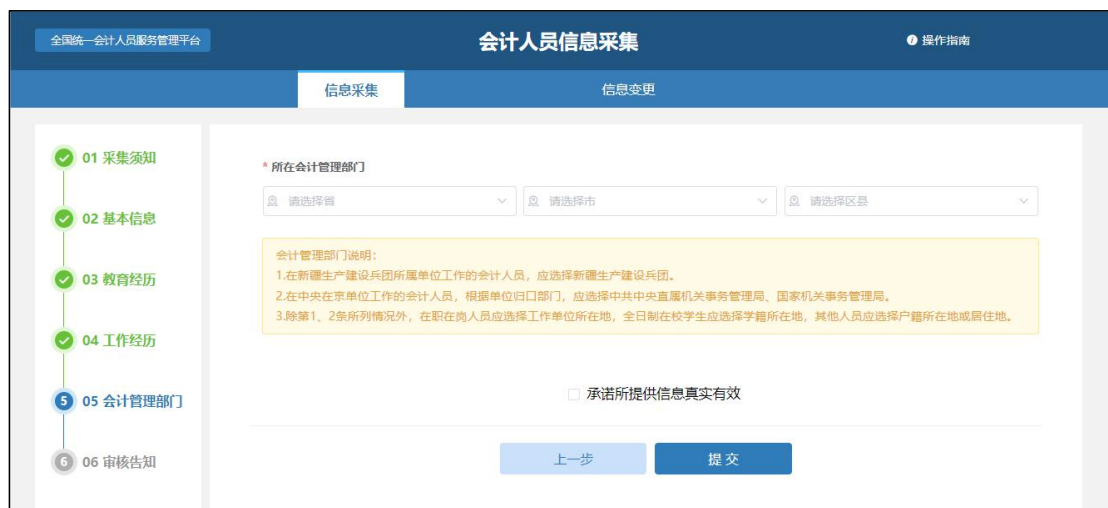 全国统一会计人员服务管理平台
会计人员信息采集
操作指南
信息采集
信息变更
01 采集须知
02 基本信息
03 教育经历
04 工作经历
5 05 会计管理部门
6 06 审核告知
* 所在会计管理部门
请选择省
请选择市
请选择区县
会计管理部门说明：
1.在新疆生产建设兵团所属单位工作的会计人员，应选择新疆生产建设兵团。
2.在中央在京单位工作的会计人员，根据单位归口部门，应选择中共中央直属机关事务管理局、国家机关事务管理局。
3.除第1、2条所列情况外，在职在岗人员应选择工作单位所在地，全日制在校学生应选择学籍所在地，其他人员应选择户籍所在地或居住地。
承诺所提供信息真实有效
上一步
提交